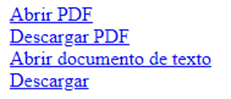 Abrir PDF
Descargar PDF
Abrir documento de texto
Descargar